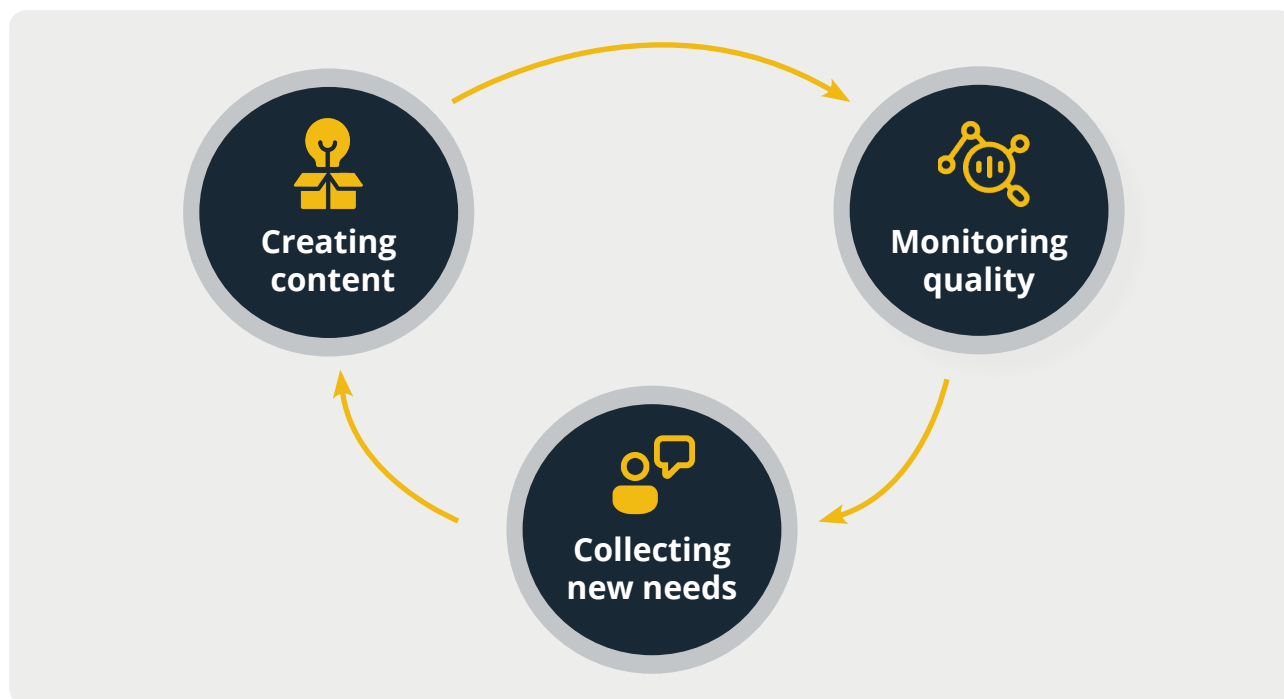 Creating
content
Monitoring
quality
Collecting
new needs